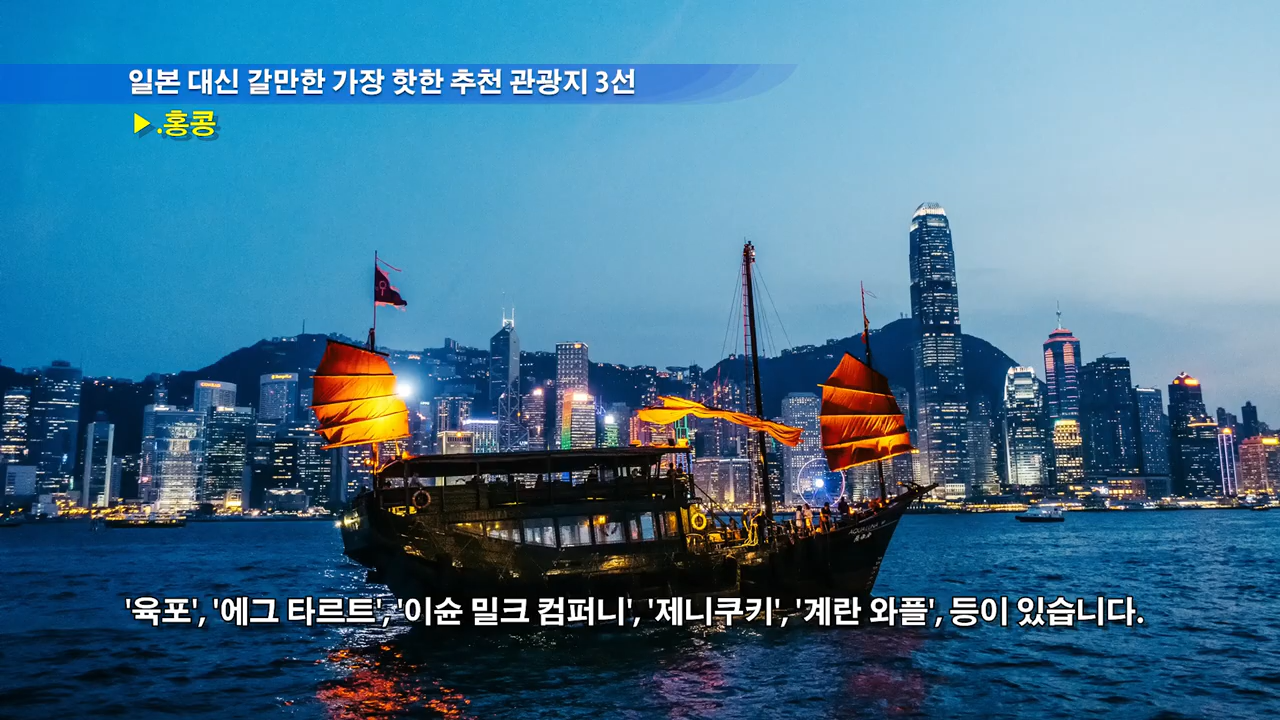 일본 대신 갈만한 가장 핫한 추천 관광지 3선
▶.홍콩
AQUALUNA
'육포', '에그 타르트', '이슌 밀크 컴퍼니', '제니쿠키', '계란 와플', 등이 있습니다.